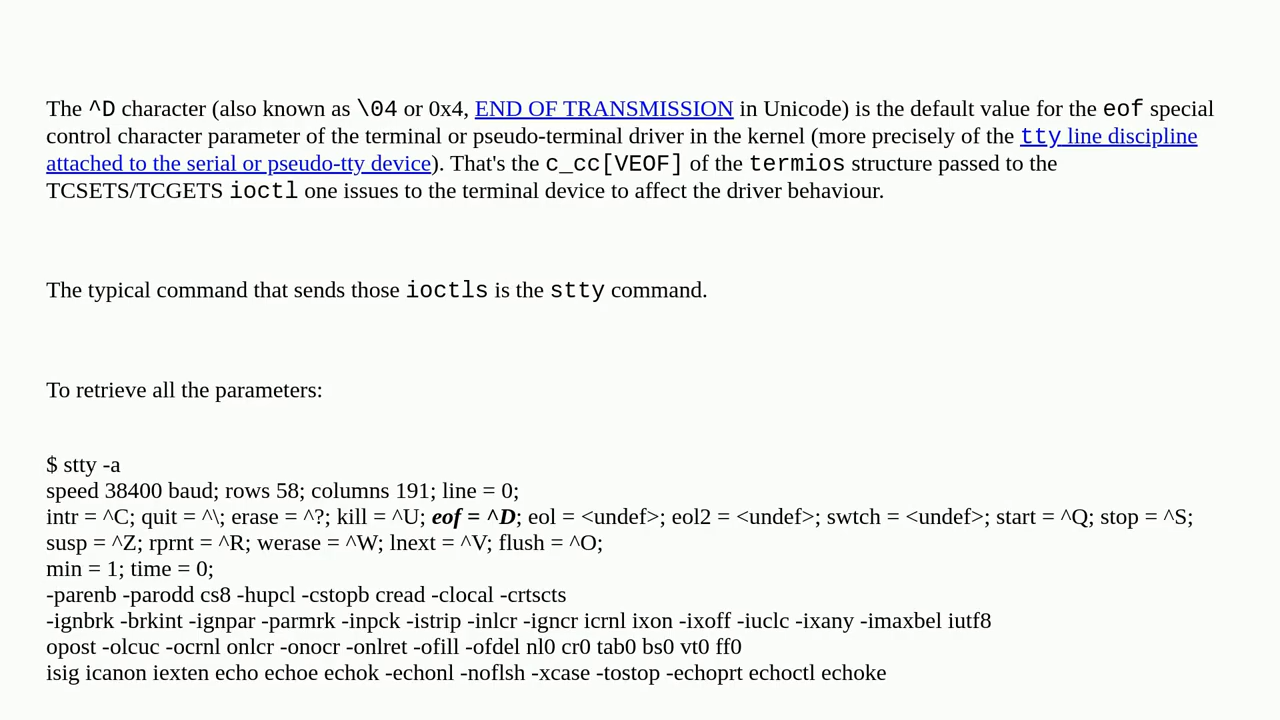 The ^D character (also known as \04 or 0x4, END OF TRANSMISSION in Unicode) is the default value for the eof special
control character parameter of the terminal or pseudo-terminal driver in the kernel (more precisely of the tty line discipline
attached to the serial or pseudo-tty device). That's the c_cc[VEOF] of the termios structure passed to the
TCSETS/TCGETS ioctl one issues to the terminal device to affect the driver behaviour.
The typical command that sends those ioctls is the stty command.
To retrieve all the parameters:
$ stty -a
speed 38400 baud; rows 58; columns 191; line = 0;
intr = ^C; quit = ^\; erase = ^?; kill = ^U; eof = ^D; eol = <undef>; eol2 = <undef>; swtch = <undef>; start = ^Q; stop = ^S;
susp = ^Z; rprnt = ^R; werase = ^W; lnext = ^V; flush = ^O;
min = 1; time = 0;
-parenb -parodd cs8 -hupcl -cstopb cread -clocal -crtscts
-ignbrk -brkint -ignpar -parmrk -inpck -istrip -inlcr -igncr icrnl ixon -ixoff -iuclc -ixany -imaxbel iutf8
opost -olcuc -ocrnl onlcr -onocr -onlret -ofill -ofdel nl0 cr0 tab0 bs0 vt0 ff0
isig icanon iexten echo echoe echok -echonl -noflsh -xcase -tostop -echoprt echoctl echoke